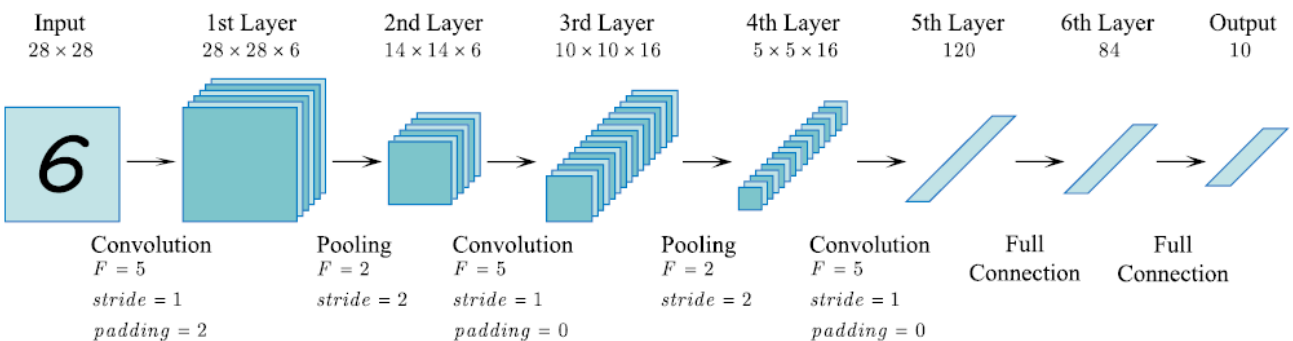 Input
28 × 28
1st Layer
28 × 28 × 6
2nd Layer
14 × 14 × 6
3rd Layer
10 × 10 × 16
4th Layer
5 × 5 × 16
5th Layer
120
6th Layer
84
Output
10
6
Convolution
F = 5
stride = 1
padding = 2
Pooling
F = 2
stride = 2
Convolution
F = 5
stride = 1
padding = 0
Pooling
F = 2
stride = 2
Convolution
F = 5
stride = 1
padding = 0
Full
Connection
Full
Connection